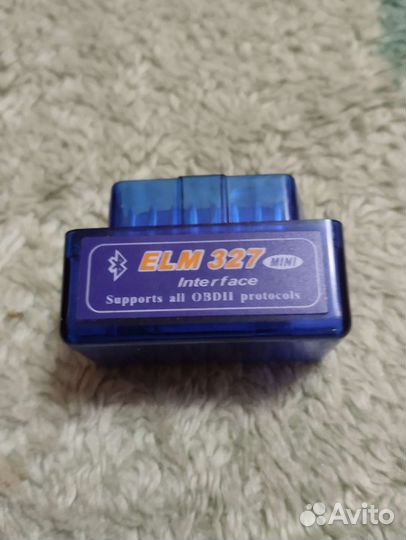 ELM 327 MINI
Interface
Supports all OBDII protocols
Avito